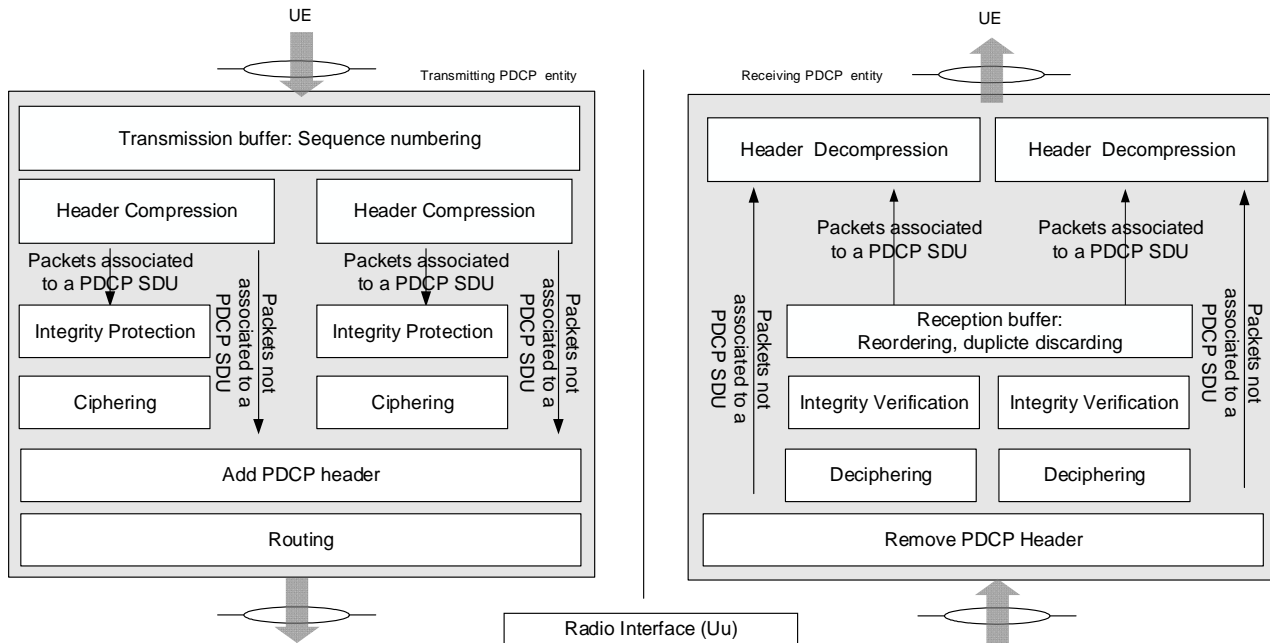 UE
Transmitting PDCP entity
Transmission buffer: Sequence numbering
Header Compression
Header Compression
Packets associated
to a PDCP SDU
Packets associated
to a PDCP SDU
Packets not
associated to a
PDCP SDU
Packets not
associated to a
PDCP SDU
Integrity Protection
Integrity Protection
Ciphering
Ciphering
Add PDCP header
Routing
UE
Receiving PDCP entity
Header Decompression
Header Decompression
Packets associated
to a PDCP SDU
Packets associated
to a PDCP SDU
Packets not
associated to a
PDCP SDU
Packets not
associated to a
PDCP SDU
Reception buffer:
Reordering, duplicte discarding
Integrity Verification
Integrity Verification
Deciphering
Deciphering
Remove PDCP Header
Radio Interface (Uu)